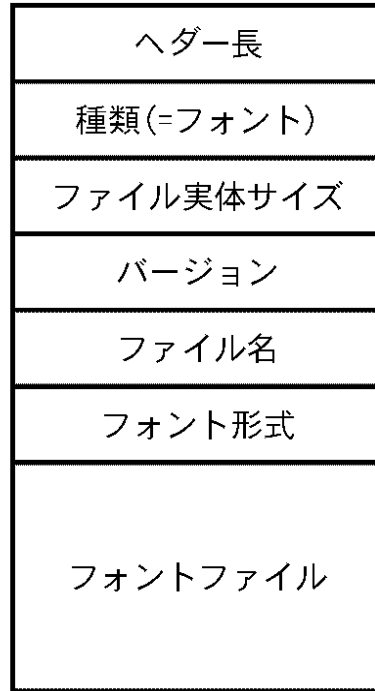 ヘダー長
種類(=フォント)
ファイル実体サイズ
バージョン
ファイル名
フォント形式
フォントファイル